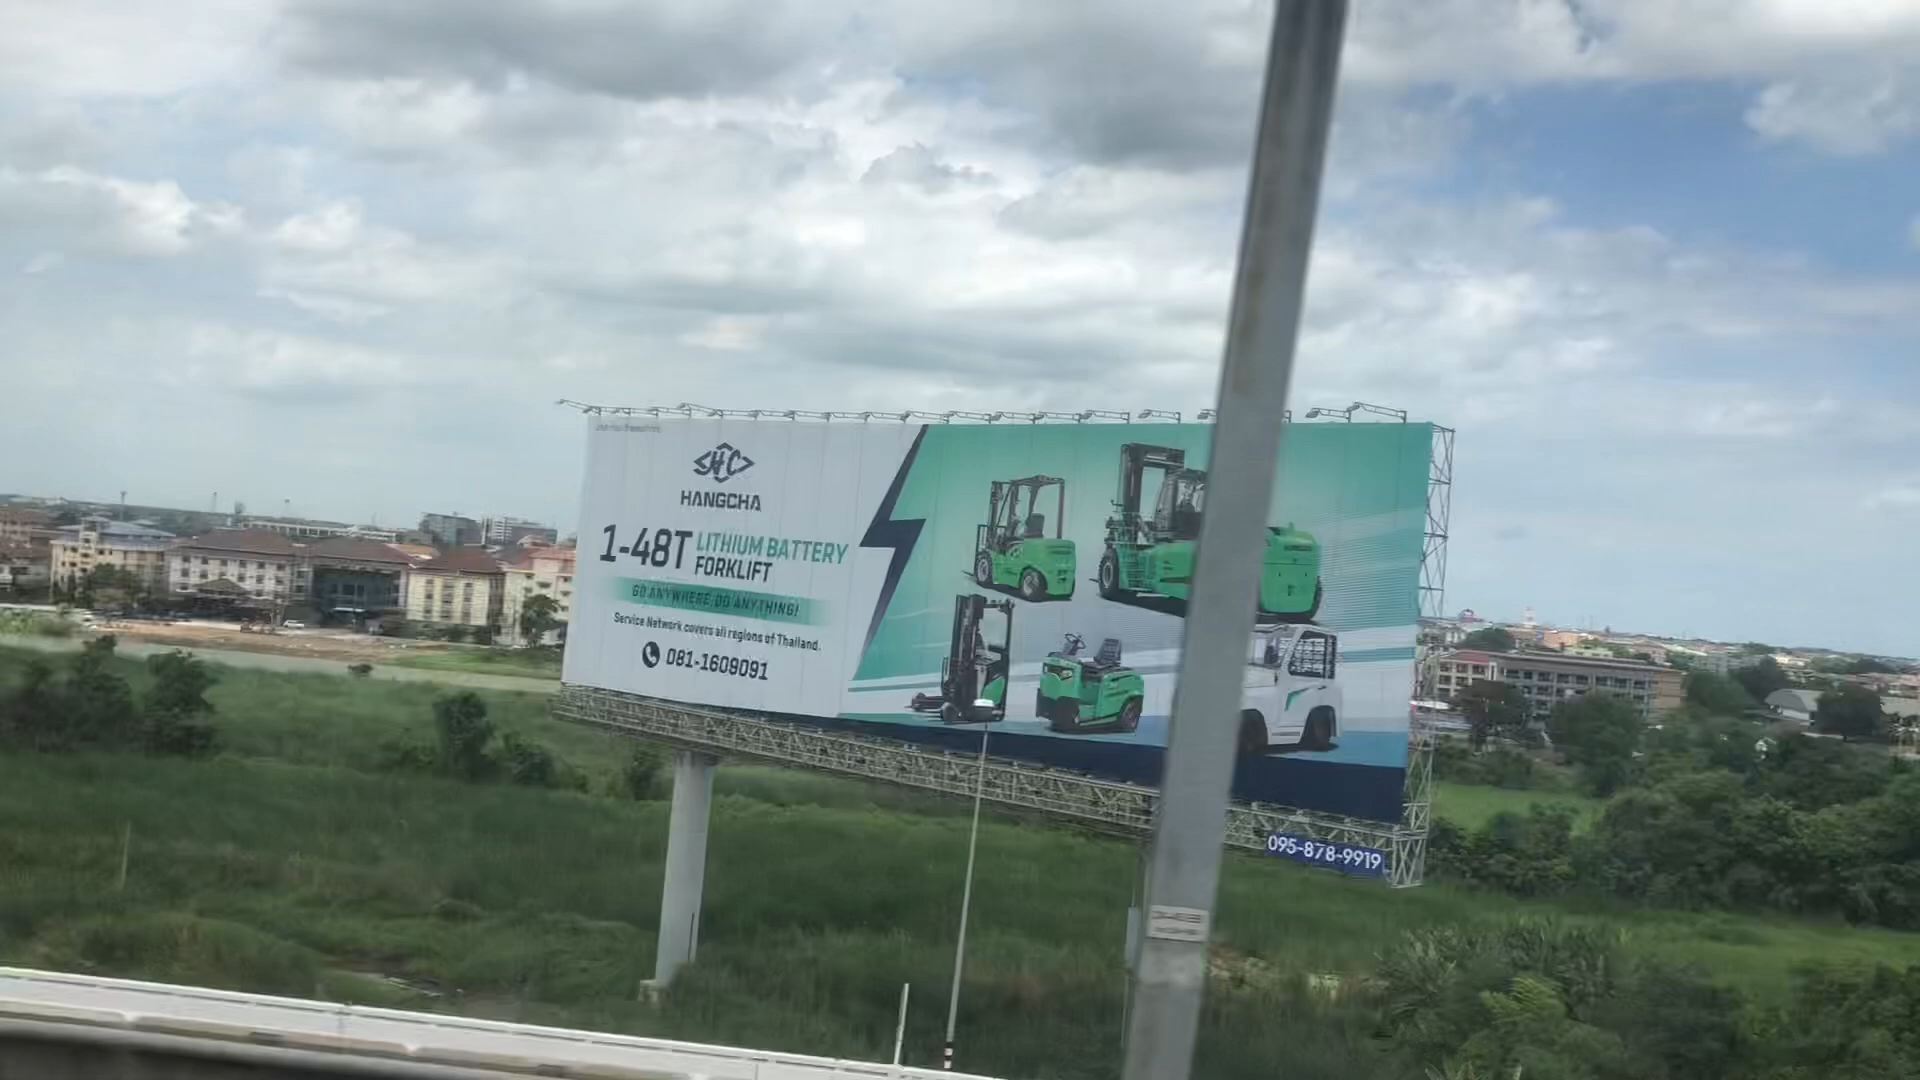 HC
HANGCHA
1-48T LITHIUM BATTERY
FORKLIFT
GO ANYWHERE, DO ANYTHING!
Service Network covers all regions of Thailand.
081-1609091
095-878-9919